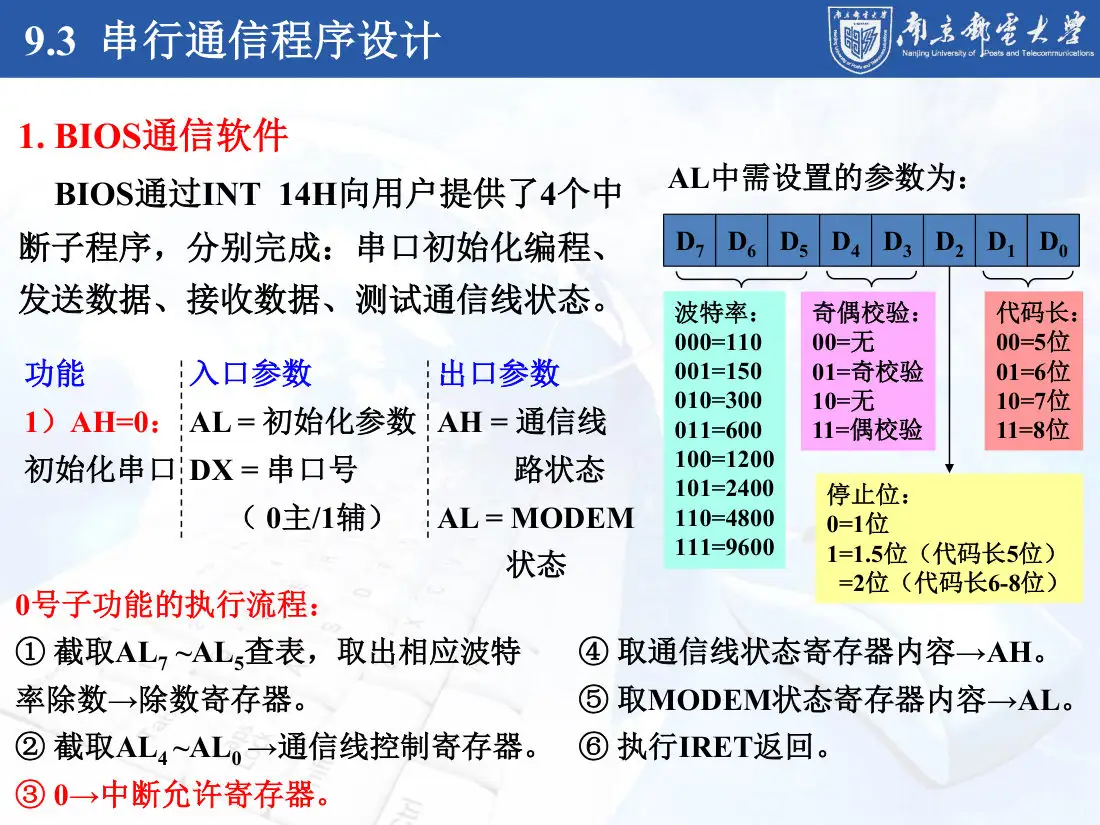 9.3 串行通信程序设计
南京邮电大学
Nanjing University of Posts and Telecommunications
1. BIOS通信软件
BIOS通过INT 14H向用户提供了4个中
断子程序，分别完成：串口初始化编程、
发送数据、接收数据、测试通信线状态。
功能 入口参数 出口参数
1）AH=0： AL = 初始化参数 AH = 通信线
初始化串口 DX = 串口号 路状态
（ 0主/1辅） AL = MODEM
状态
AL中需设置的参数为：
D7 D6 D5 D4 D3 D2 D1 D0
波特率：
000=110
001=150
010=300
011=600
100=1200
101=2400
110=4800
111=9600
奇偶校验：
00=无
01=奇校验
10=无
11=偶校验
代码长：
00=5位
01=6位
10=7位
11=8位
停止位：
0=1位
1=1.5位（代码长5位）
=2位（代码长6-8位）
0号子功能的执行流程：
① 截取AL7 ~AL5查表，取出相应波特
率除数→除数寄存器。
② 截取AL4 ~AL0 →通信线控制寄存器。
③ 0→中断允许寄存器。
④ 取通信线状态寄存器内容→AH。
⑤ 取MODEM状态寄存器内容→AL。
⑥ 执行IRET返回。